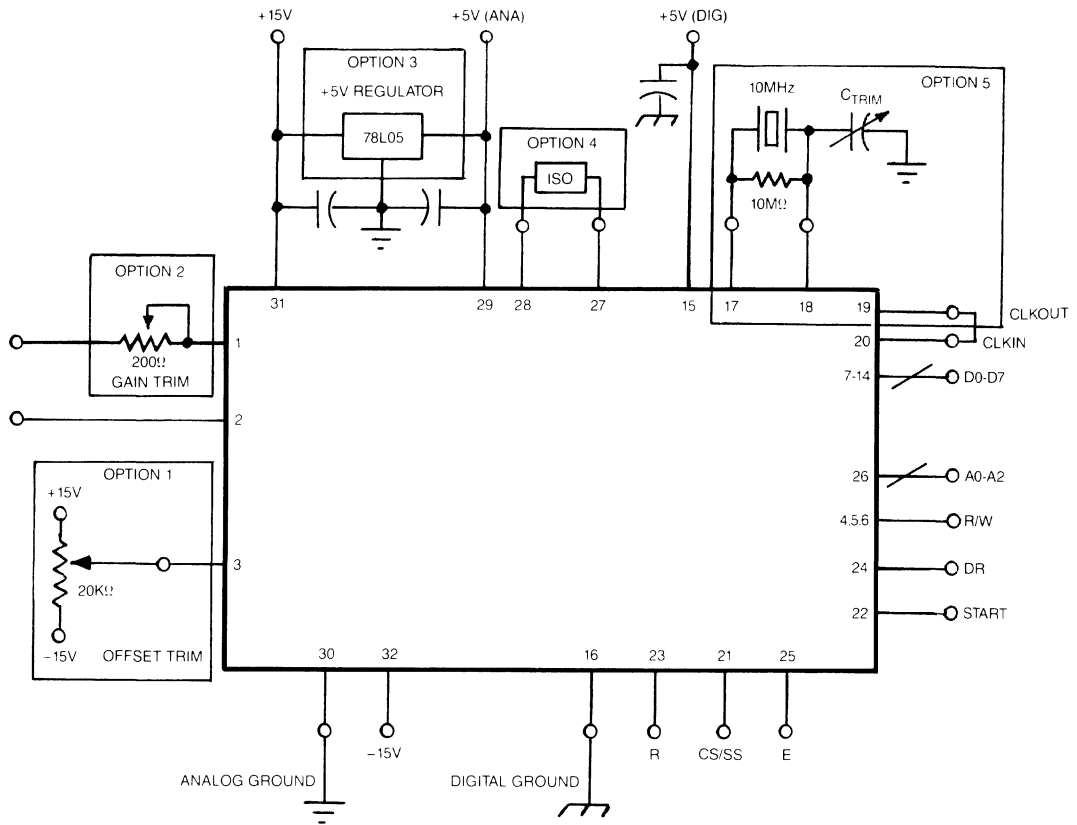 +15V
+5V (ANA)
+5V (DIG)
OPTION 3
+5V REGULATOR
78L05
OPTION 4
ISO
OPTION 5
10MHz
CTRIM
10MΩ
OPTION 2
200Ω
GAIN TRIM
31
29
28
27
15
17
18
19
CLKOUT
20
CLKIN
1
7-14
D0-D7
2
OPTION 1
+15V
20KΩ
-15V
OFFSET TRIM
3
26
A0-A2
4,5,6
R/W
24
DR
22
START
30
32
16
23
21
25
-15V
R
CS/SS
E
ANALOG GROUND
DIGITAL GROUND